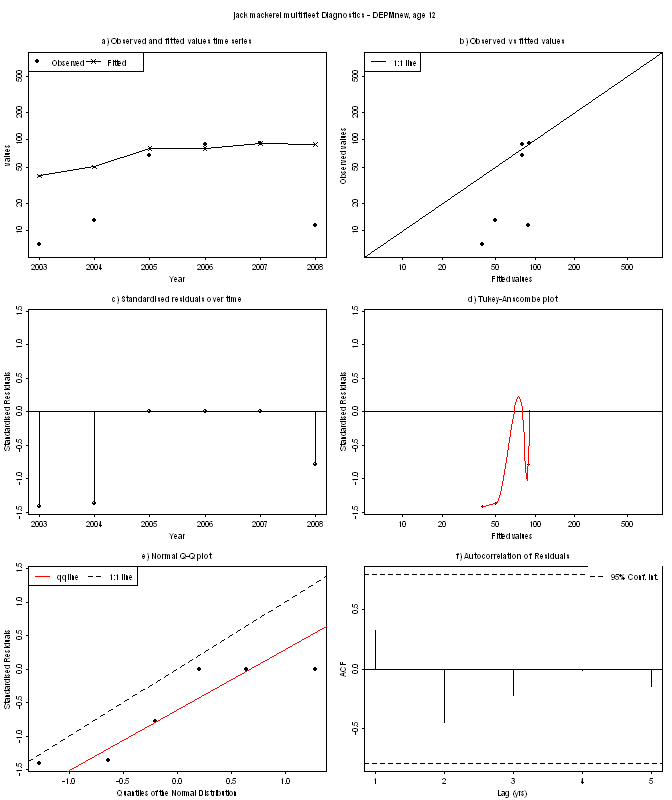 jack mackerel multifleet Diagnostics - DEPMnew, age 12
a) Observed and fitted values time series
Observed Fitted
500
200
100
50
20
10
values
2003 2004 2005 2006 2007 2008
Year
b) Observed vs fitted values
1:1 line
500
200
100
50
20
10
Observed values
10 20 50 100 200 500
Fitted values
c) Standardised residuals over time
1.5
1.0
0.5
0.0
-0.5
-1.0
-1.5
Standardised Residuals
2003 2004 2005 2006 2007 2008
Year
d) Tukey-Anscombe plot
1.5
1.0
0.5
0.0
-0.5
-1.0
-1.5
Standardised Residuals
10 20 50 100 200 500
Fitted values
e) Normal Q-Q plot
qq line 1:1 line
1.5
1.0
0.5
0.0
-0.5
-1.0
-1.5
Standardised Residuals
-1.0 -0.5 0.0 0.5 1.0
Quantiles of the Normal Distribution
f) Autocorrelation of Residuals
95% Conf. Int.
0.5
0.0
-0.5
ACF
1 2 3 4 5
Lag (yrs)